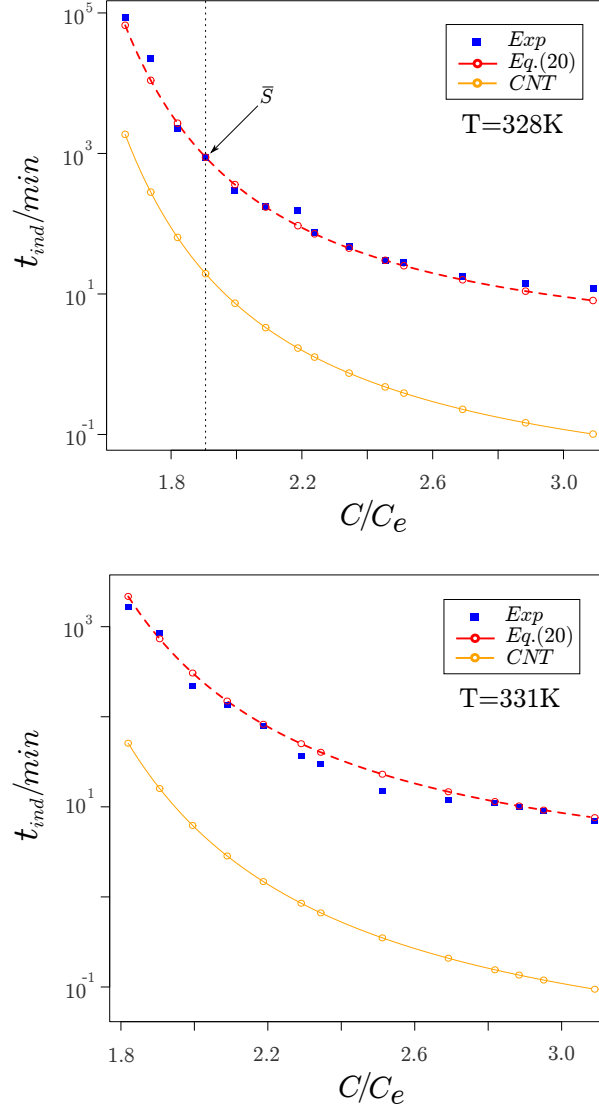 10^5
10^3
10^1
10^-1
t_ind/min
S̅
Exp
Eq.(20)
CNT
T=328K
1.8
2.2
2.6
3.0
C/C_e
10^3
10^1
10^-1
t_ind/min
Exp
Eq.(20)
CNT
T=331K
1.8
2.2
2.6
3.0
C/C_e